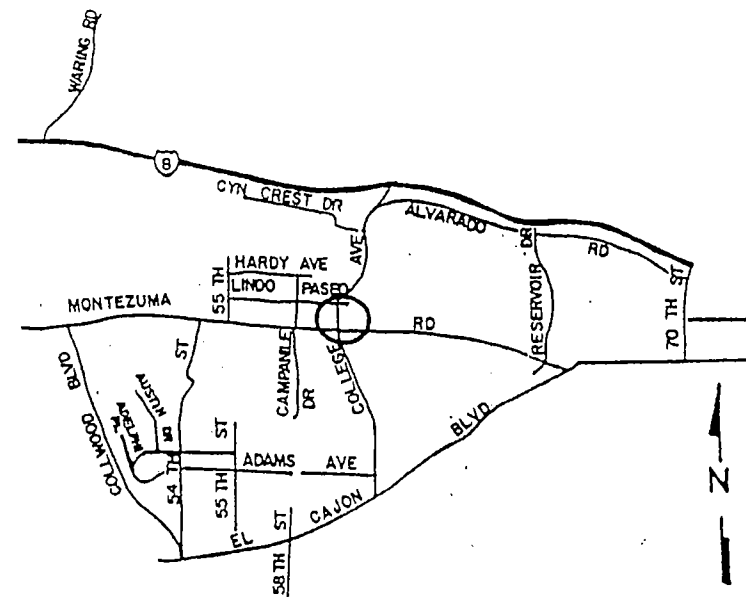 WARING RD
8
CYN CREST DR
ALVARADO RD
AVE
HARDY AVE
LINDO PASEO
55 TH
MONTEZUMA RD
RESERVOIR DR
70 TH ST
CAMPANILE DR
COLLEGE
COLLWOOD BLVD
ADELPHI PL
AUSTIN DR
54 TH ST
55 TH ST
ADAMS AVE
EL CAJON BLVD
58 TH ST
N